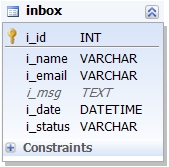 inbox
i_id INT
i_name VARCHAR
i_email VARCHAR
i_msg TEXT
i_date DATETIME
i_status VARCHAR
Constraints